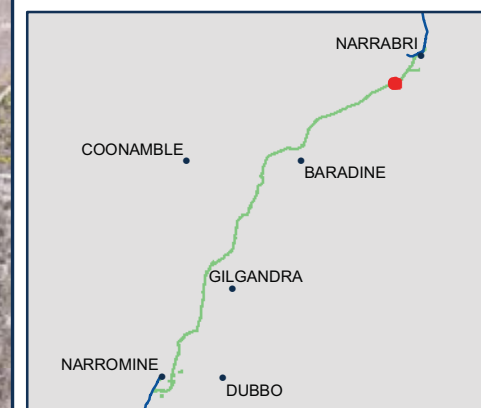 NARRABRI
COONAMBLE
BARADINE
GILGANDRA
NARROMINE
DUBBO